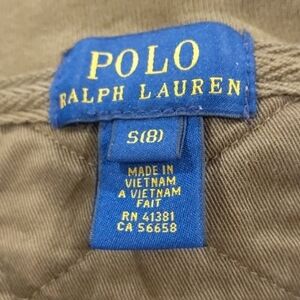 POLO
RALPH LAUREN
S(8)
MADE IN
VIETNAM
A VIETNAM
FAIT
RN 41381
CA 56658